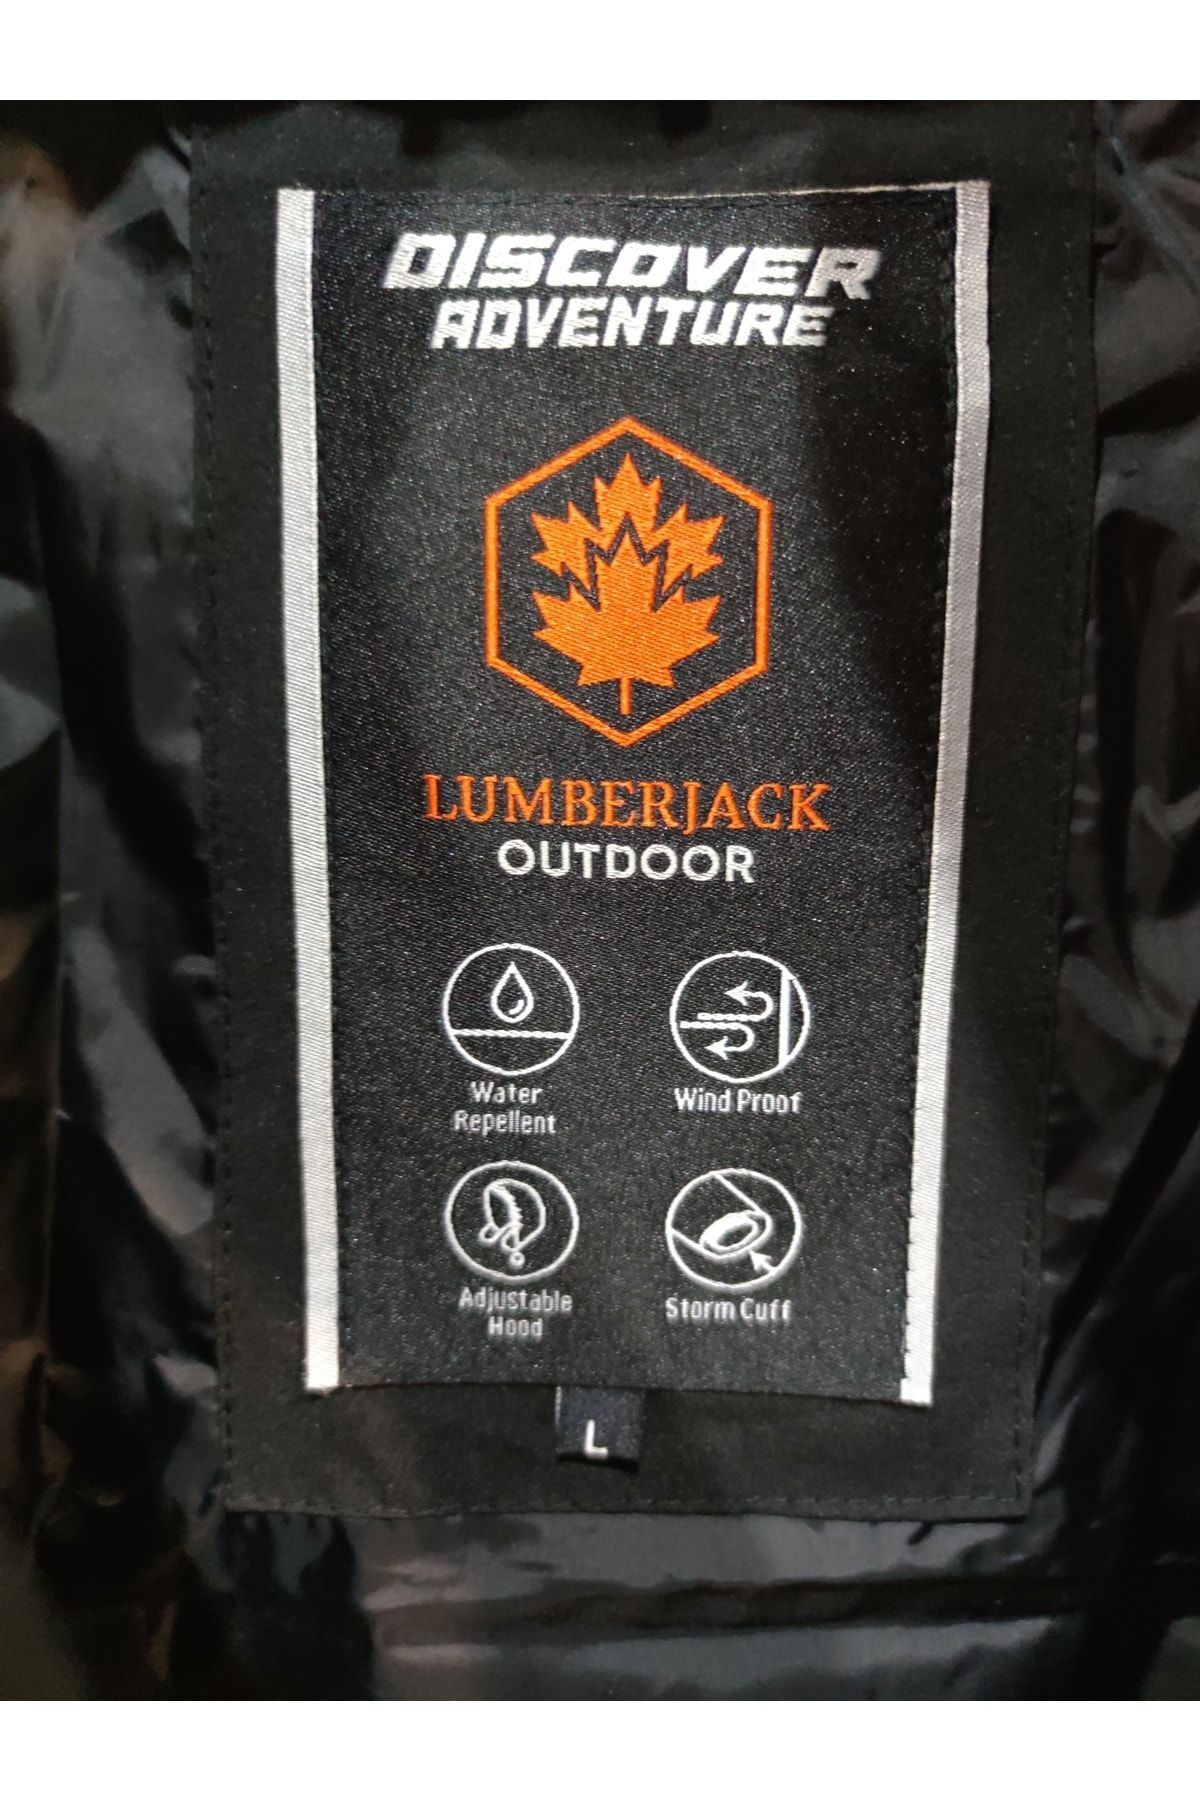 DISCOVER
ADVENTURE
LUMBERJACK
OUTDOOR
Water
Repellent
Wind Proof
Adjustable
Hood
Storm Cuff
L